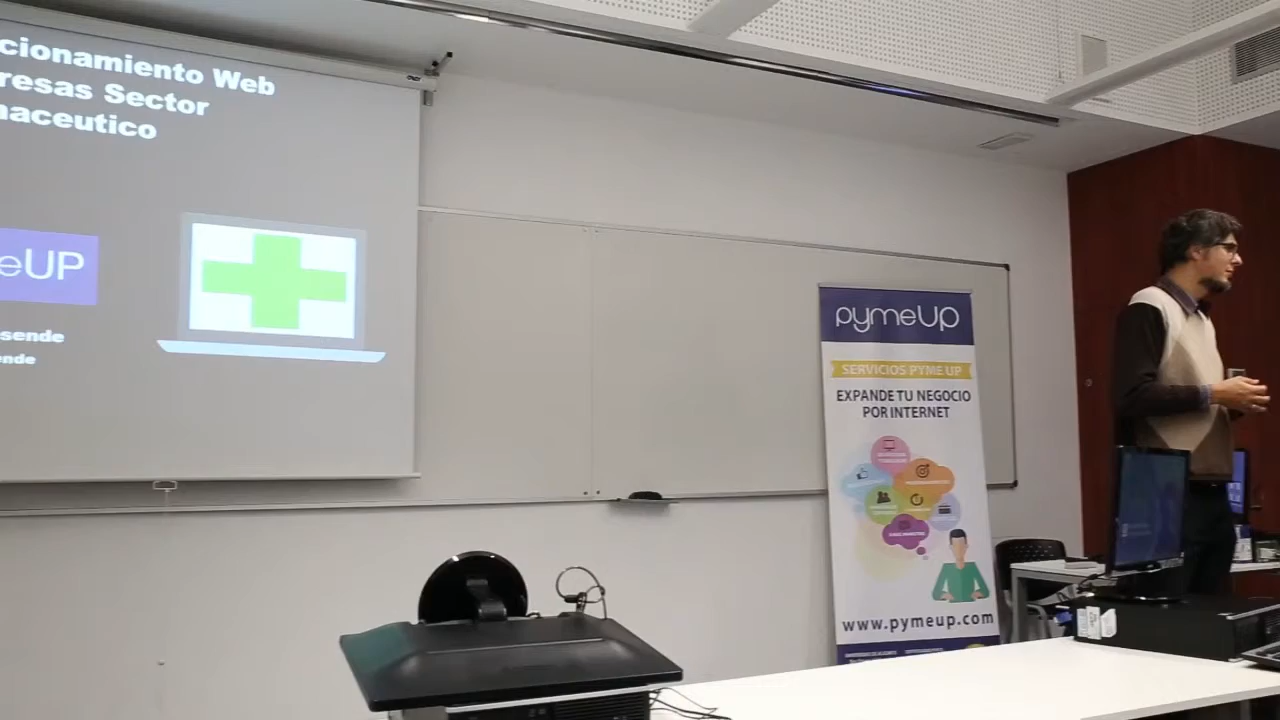 cionamiento Web
resas Sector
naceutico
eUP
sende
ende
pymeUp
SERVICIOS PYME UP
EXPANDE TU NEGOCIO
POR INTERNET
www.pymeup.com